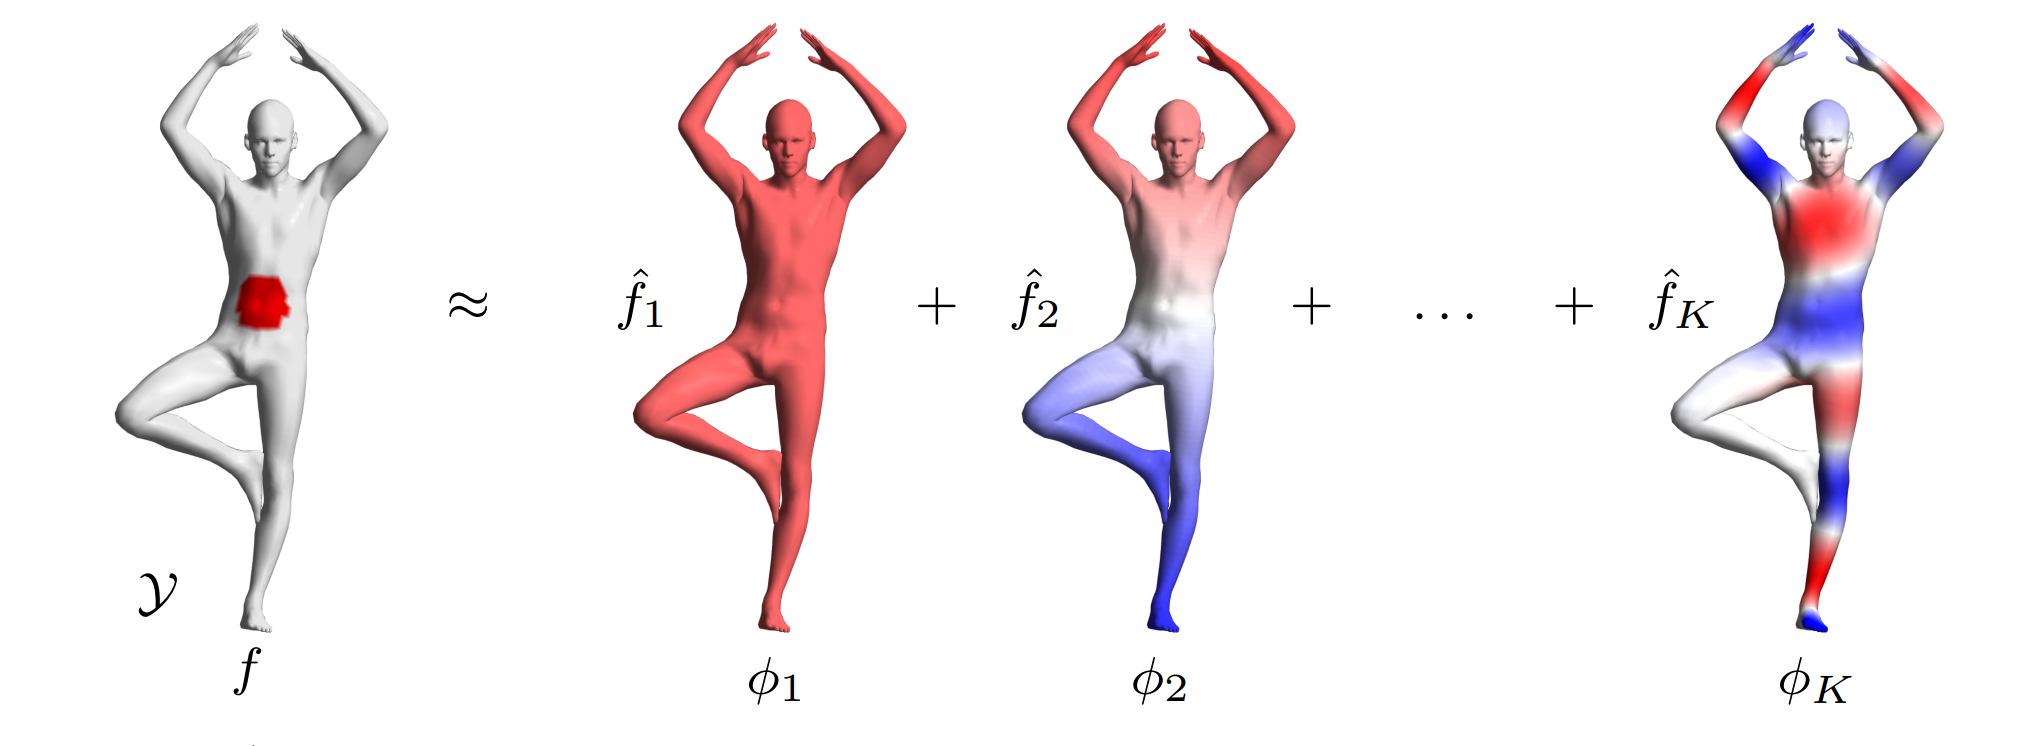 ≈ f̂₁ + f̂₂ + … + f̂_K
𝒴
f ϕ₁ ϕ₂ ϕ_K